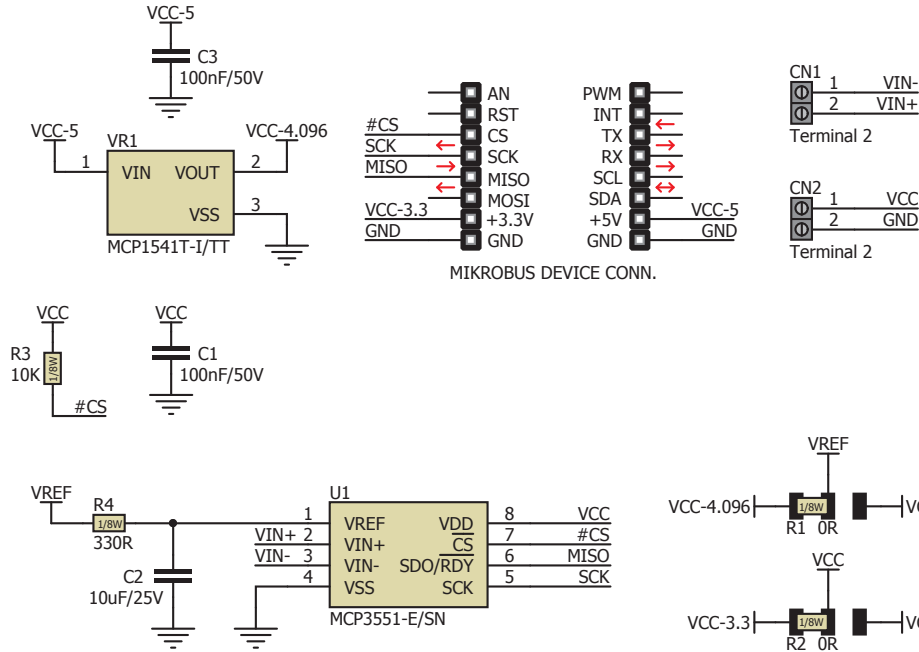 VCC-5
C3
100nF/50V
VCC-5
VR1
VCC-4.096
1 VIN VOUT 2
VSS 3
MCP1541T-I/TT
AN
RST
#CS CS
SCK SCK
MISO MISO
MOSI
VCC-3.3 +3.3V
GND GND
PWM
INT
TX
RX
SCL
SDA
+5V VCC-5
GND GND
MIKROBUS DEVICE CONN.
CN1
1 VIN-
2 VIN+
Terminal 2
CN2
1 VCC
2 GND
Terminal 2
VCC
R3
10K
1/8W
#CS
VCC
C1
100nF/50V
VREF
R4
1/8W
330R
C2
10uF/25V
U1
1 VREF VDD 8 VCC
VIN+ 2 VIN+ CS 7 #CS
VIN- 3 VIN- SDO/RDY 6 MISO
4 VSS SCK 5 SCK
MCP3551-E/SN
VREF
VCC-4.096 1/8W
R1 0R
VCC
VCC-3.3 1/8W
R2 0R